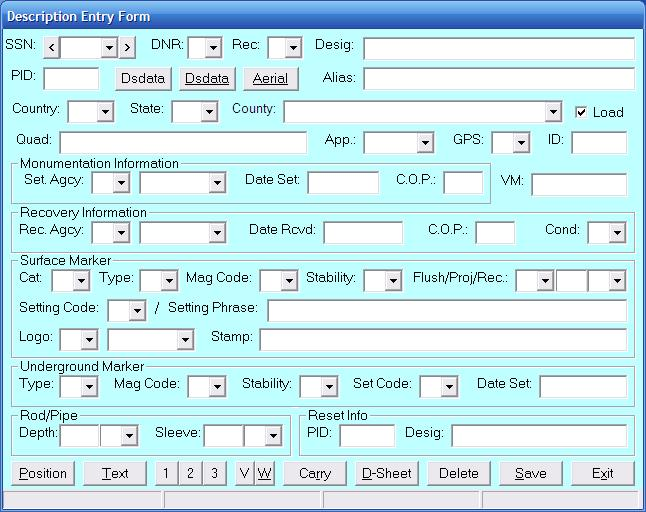 Description Entry Form
SSN: < > DNR: Rec: Desig:
PID: Dsdata Dsdata Aerial Alias:
Country: State: County: Load
Quad: App.: GPS: ID:
Monumentation Information
Set. Agcy: Date Set: C.O.P.: VM:
Recovery Information
Rec. Agcy: Date Rcvd: C.O.P.: Cond:
Surface Marker
Cat: Type: Mag Code: Stability: Flush/Proj/Rec.:
Setting Code: / Setting Phrase:
Logo: Stamp:
Underground Marker
Type: Mag Code: Stability: Set Code: Date Set:
Rod/Pipe Reset Info
Depth: Sleeve: PID: Desig:
Position Text 1 2 3 V W Carry D-Sheet Delete Save Exit